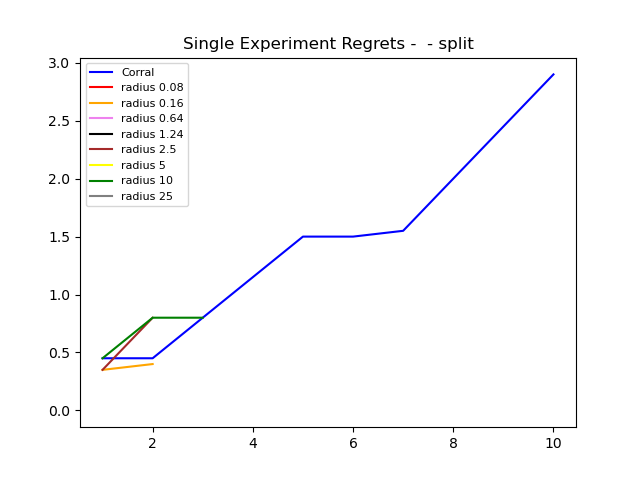 Single Experiment Regrets -  - split
3.0
2.5
2.0
1.5
1.0
0.5
0.0
Corral
radius 0.08
radius 0.16
radius 0.64
radius 1.24
radius 2.5
radius 5
radius 10
radius 25
2 4 6 8 10